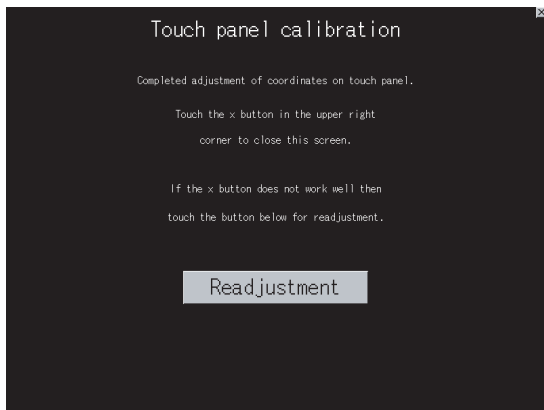 Touch panel calibration
Completed adjustment of coordinates on touch panel.
Touch the × button in the upper right
corner to close this screen.
If the × button does not work well then
touch the button below for readjustment.
Readjustment